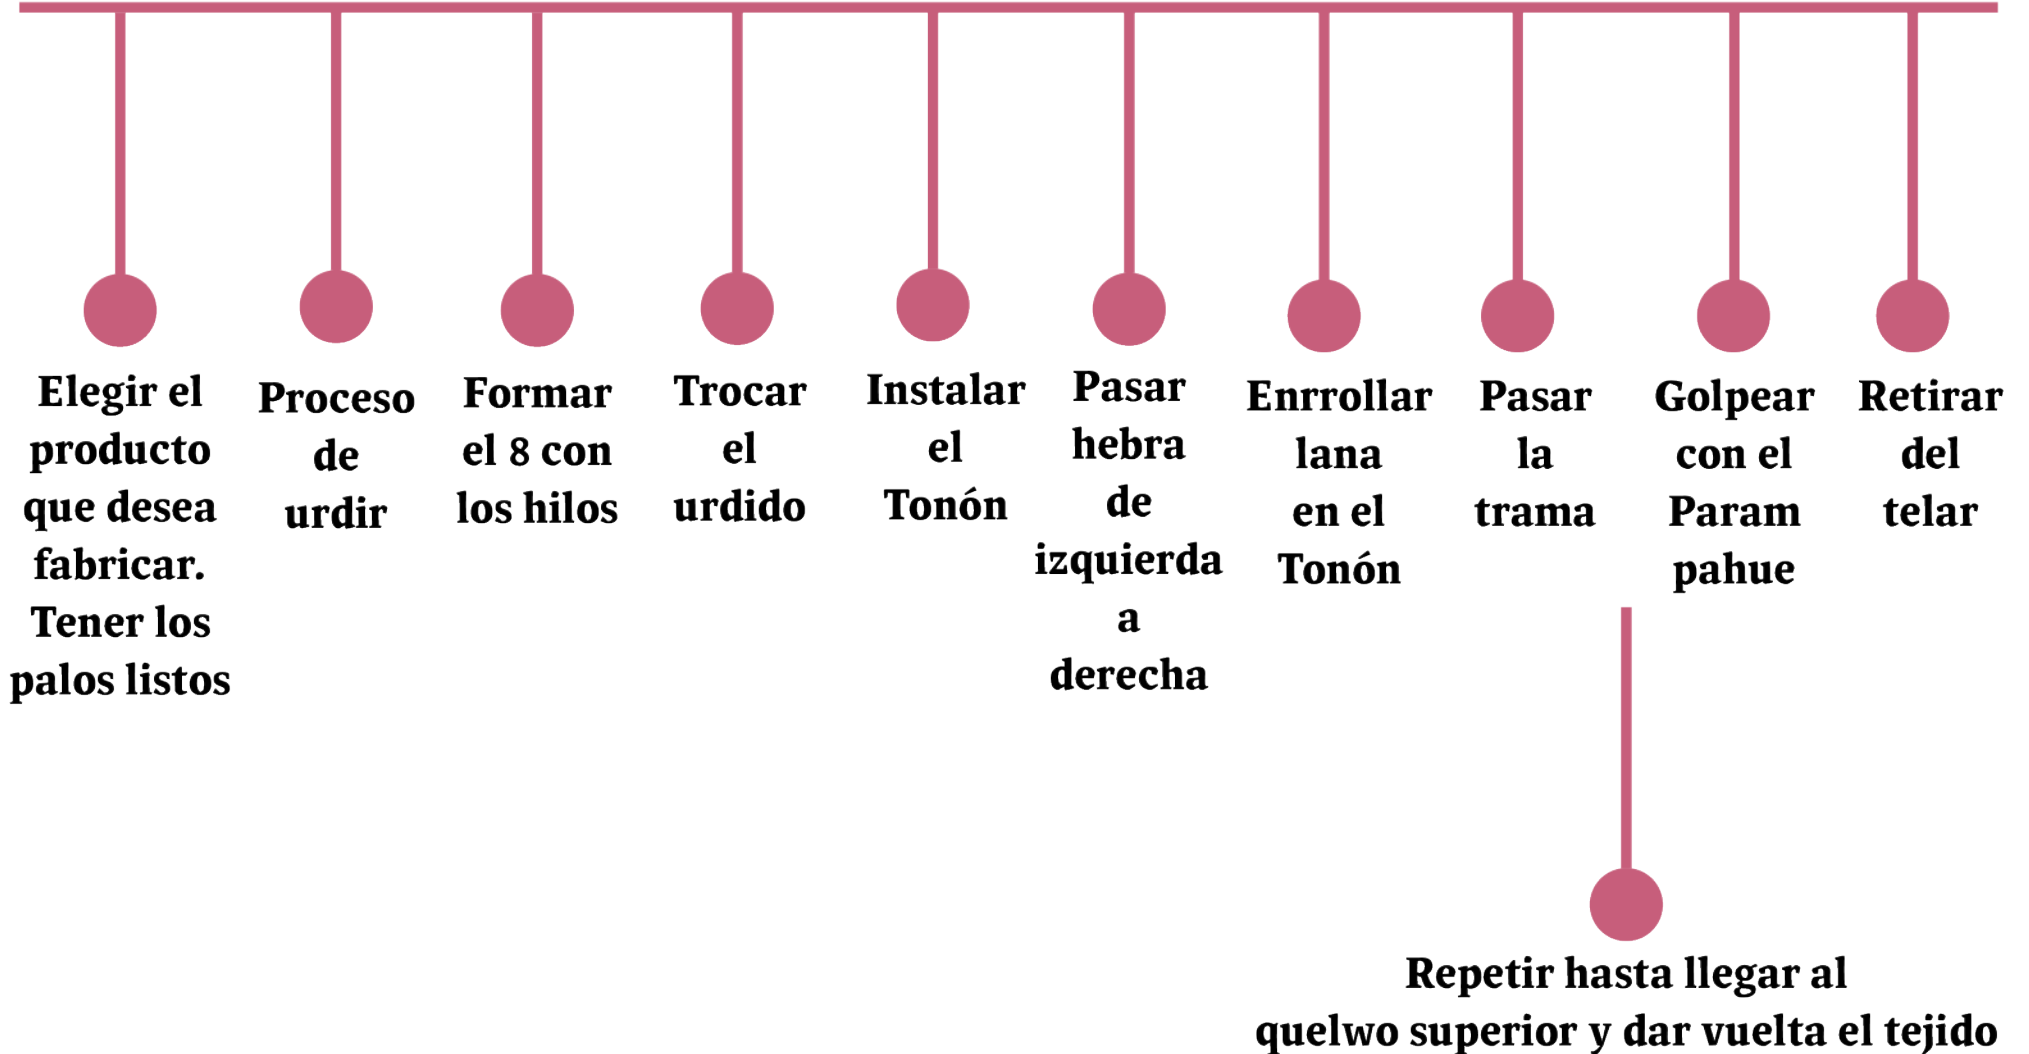 Elegir el
producto
que desea
fabricar.
Tener los
palos listos
Proceso
de
urdir
Formar
el 8 con
los hilos
Trocar
el
urdido
Instalar
el
Tonón
Pasar
hebra
de
izquierda
a
derecha
Enrrollar
lana
en el
Tonón
Pasar
la
trama
Golpear
con el
Param
pahue
Retirar
del
telar
Repetir hasta llegar al
quelwo superior y dar vuelta el tejido